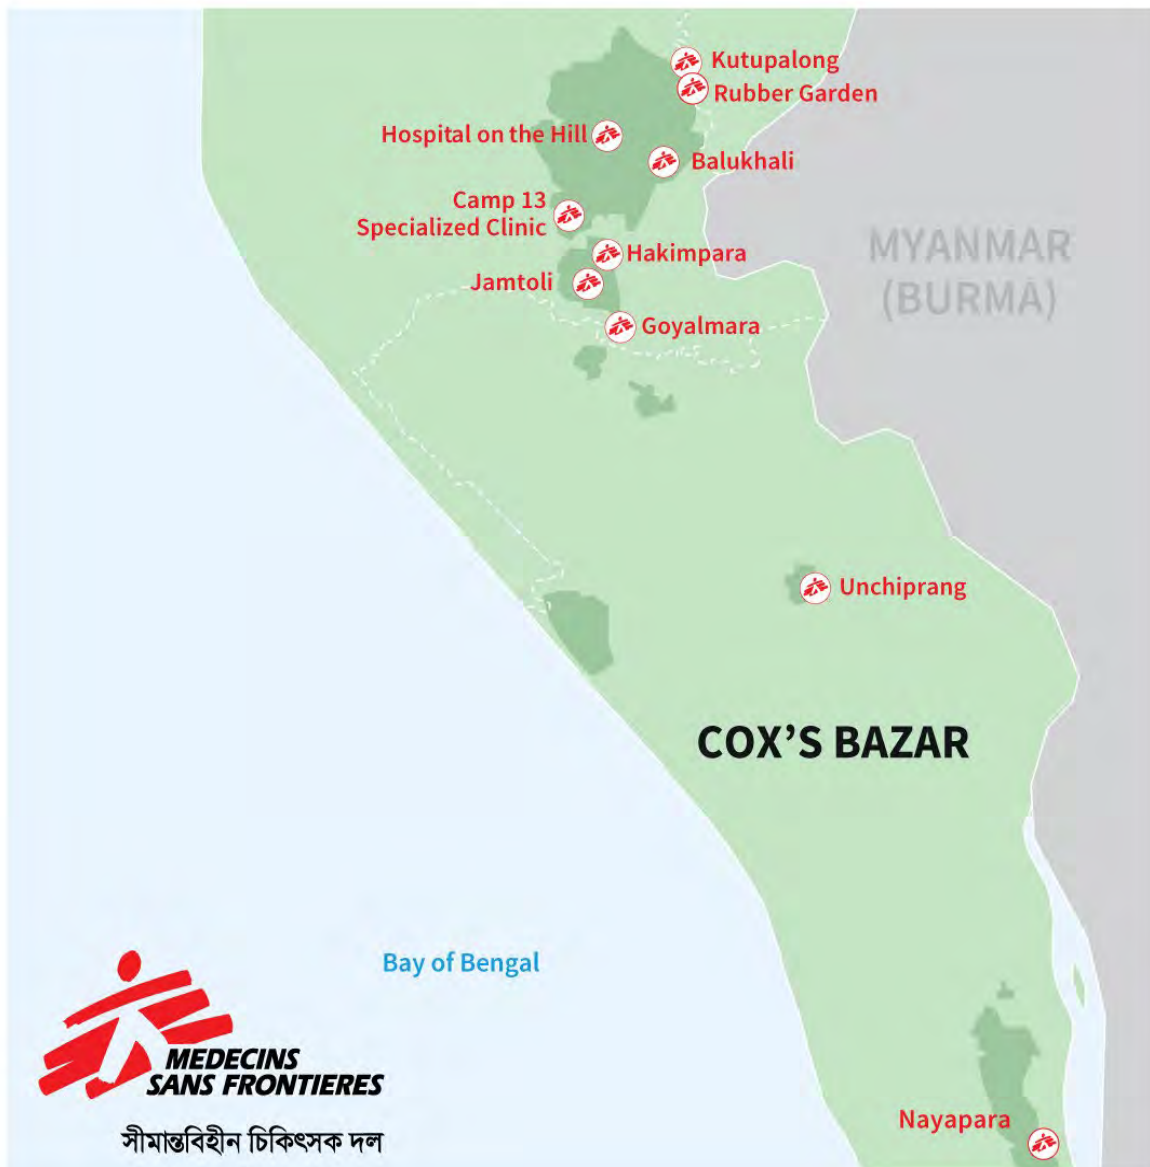 Kutupalong
Rubber Garden
Hospital on the Hill
Balukhali
Camp 13
Specialized Clinic
Hakimpara
Jamtoli
Goyalmara
MYANMAR
(BURMA)
Unchiprang
COX’S BAZAR
Bay of Bengal
MEDECINS
SANS FRONTIERES
সীমান্তবিহীন চিকিৎসক দল
Nayapara